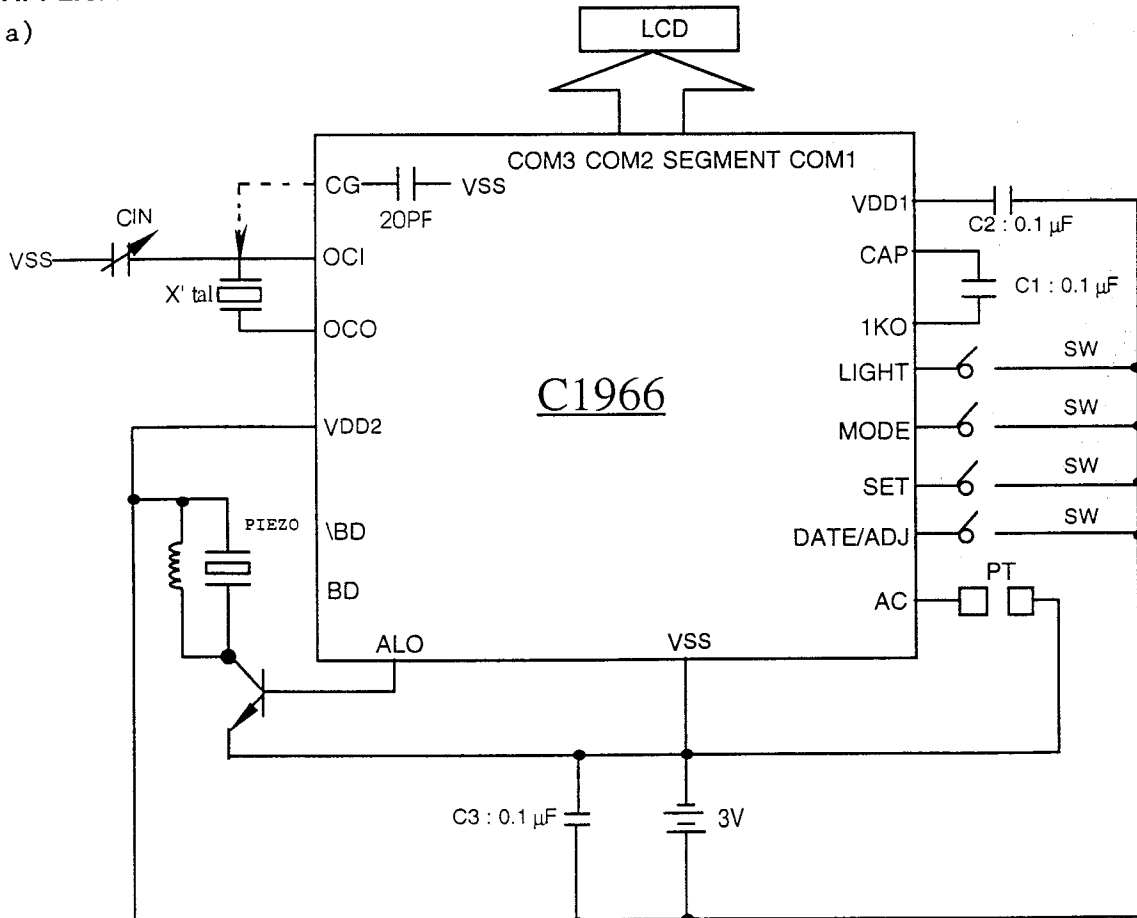 a)
LCD
COM3 COM2 SEGMENT COM1
CG
VSS
20PF
VDD1
C2 : 0.1 µF
CIN
VSS
OCI
CAP
C1 : 0.1 µF
X' tal
OCO
1KO
LIGHT
SW
C1966
VDD2
MODE
SW
SET
SW
PIEZO
\BD
DATE/ADJ
SW
BD
AC
PT
ALO
VSS
C3 : 0.1 µF
3V